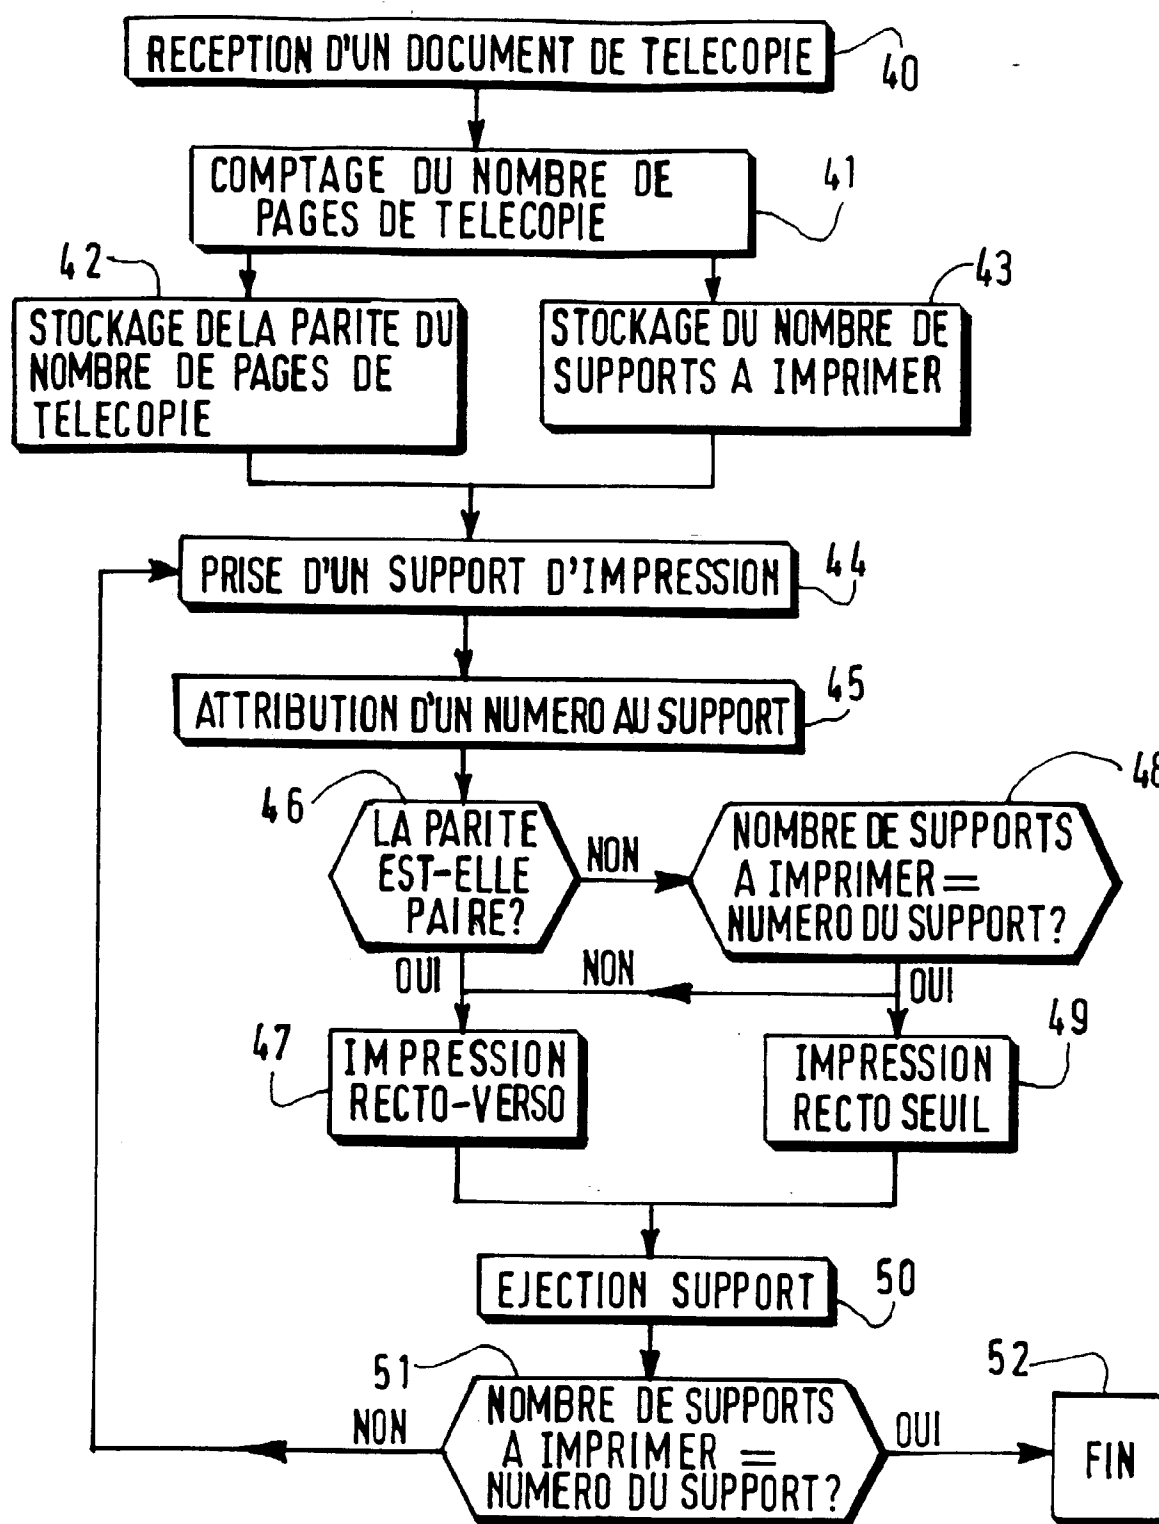 RECEPTION D'UN DOCUMENT DE TELECOPIE
40
COMPTAGE DU NOMBRE DE
PAGES DE TELECOPIE
41
42
STOCKAGE DE LA PARITE DU
NOMBRE DE PAGES DE
TELECOPIE
43
STOCKAGE DU NOMBRE DE
SUPPORTS A IMPRIMER
PRISE D'UN SUPPORT D'IMPRESSION
44
ATTRIBUTION D'UN NUMERO AU SUPPORT
45
46
LA PARITE
EST-ELLE
PAIRE?
NON
48
NOMBRE DE SUPPORTS
A IMPRIMER =
NUMERO DU SUPPORT?
OUI
NON
OUI
47
IMPRESSION
RECTO-VERSO
49
IMPRESSION
RECTO SEUIL
EJECTION SUPPORT
50
51
NOMBRE DE SUPPORTS
A IMPRIMER =
NUMERO DU SUPPORT?
NON
OUI
52
FIN